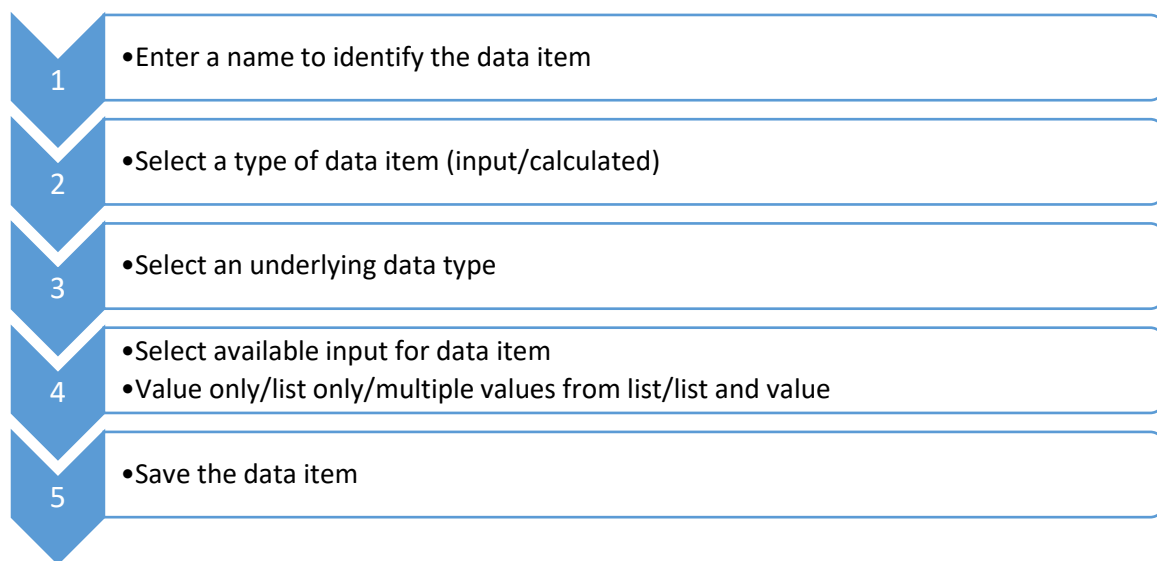 1
•Enter a name to identify the data item
2
•Select a type of data item (input/calculated)
3
•Select an underlying data type
4
•Select available input for data item
•Value only/list only/multiple values from list/list and value
5
•Save the data item